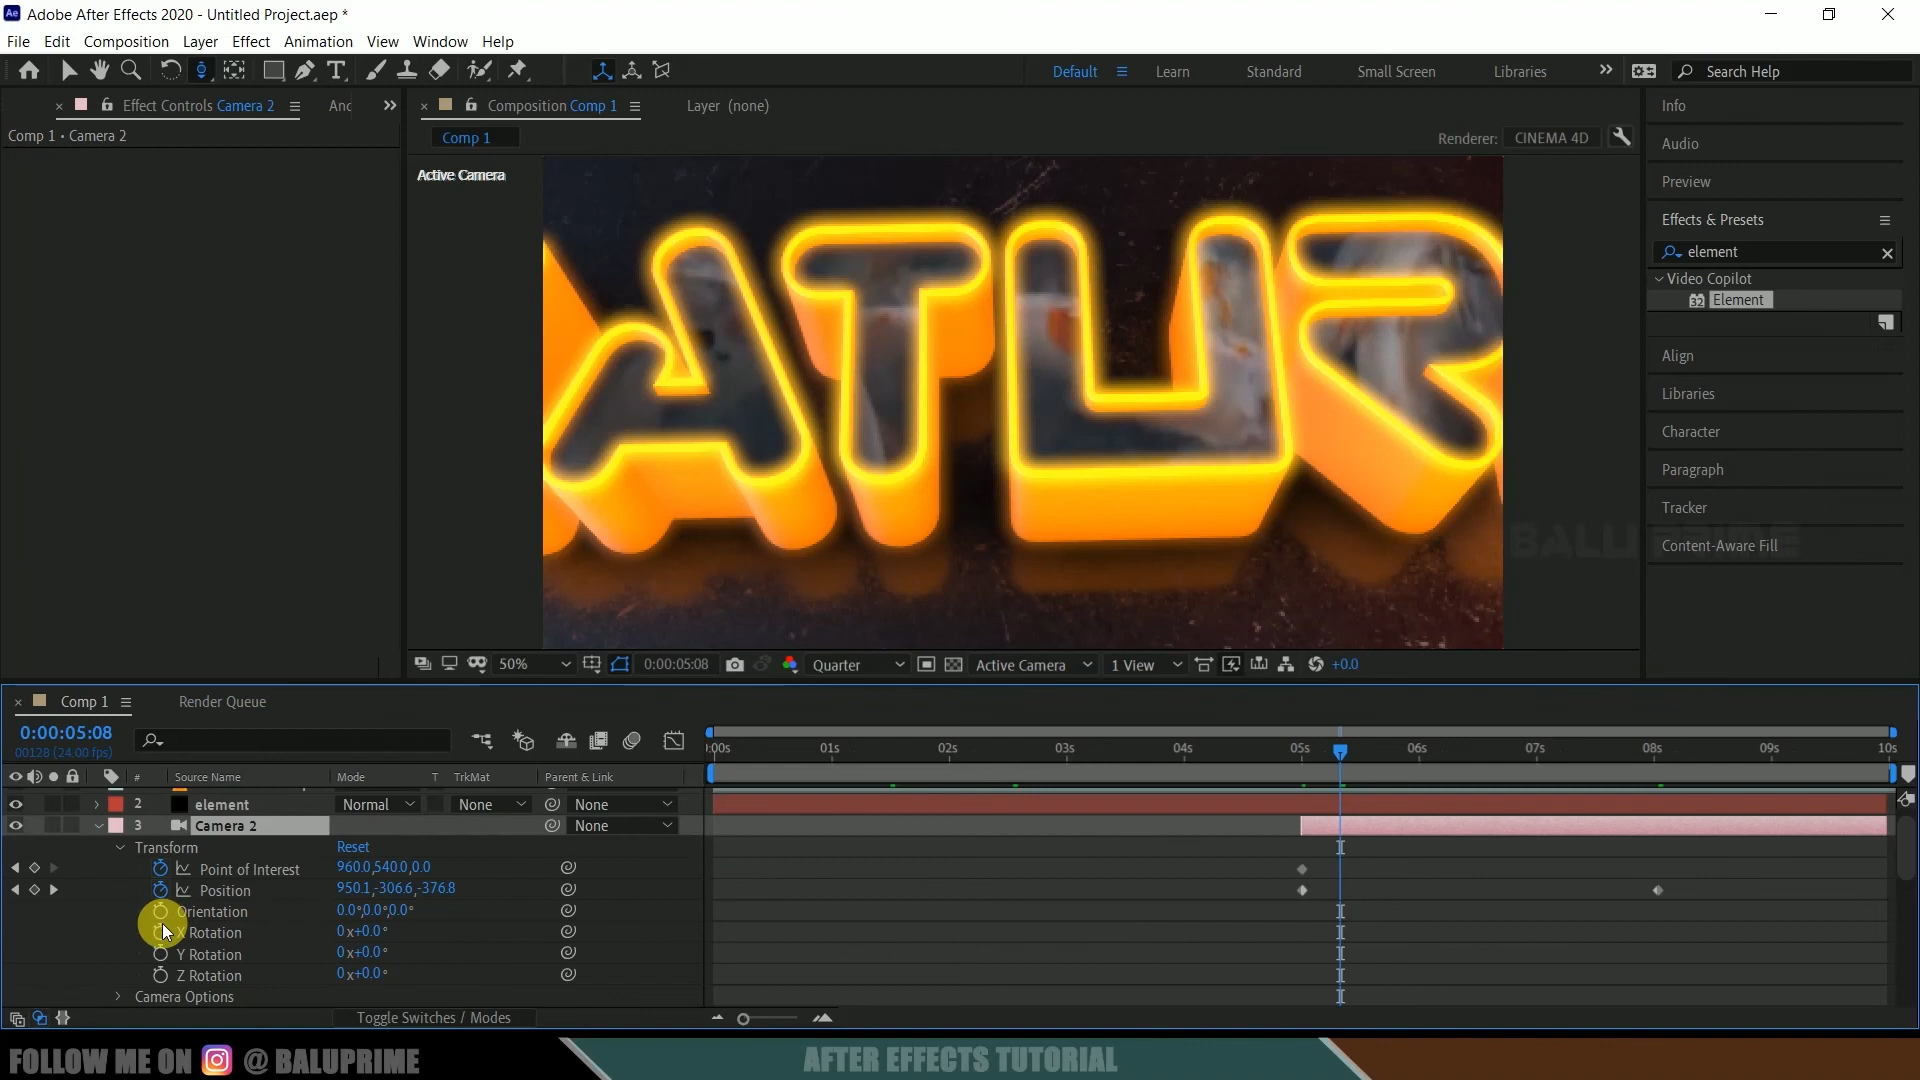 Ae Adobe After Effects 2020 - Untitled Project.aep *
File Edit Composition Layer Effect Animation View Window Help
Default Learn Standard Small Screen Libraries Search Help
Effect Controls Camera 2
Composition Comp 1 Layer (none)
Info
Comp 1 • Camera 2
Comp 1
Renderer: CINEMA 4D
Audio
Active Camera
Preview
Effects & Presets
element
Video Copilot
32 Element
Align
Libraries
Character
Paragraph
Tracker
Content-Aware Fill
BALU PRIME
ATUR
50% 0:00:05:08 Quarter Active Camera 1 View +0.0
Comp 1 Render Queue
0:00:05:08
00128 (24.00 fps)
:00s 01s 02s 03s 04s 05s 06s 07s 08s 09s 10s
# Source Name Mode T TrkMat Parent & Link
2 element Normal None None
3 Camera 2 None
Transform Reset
Point of Interest 960.0,540.0,0.0
Position 950.1,-306.6,-376.8
Orientation 0.0°,0.0°,0.0°
X Rotation 0x+0.0°
Y Rotation 0x+0.0°
Z Rotation 0x+0.0°
Camera Options
Toggle Switches / Modes
FOLLOW ME ON @ BALUPRIME
AFTER EFFECTS TUTORIAL